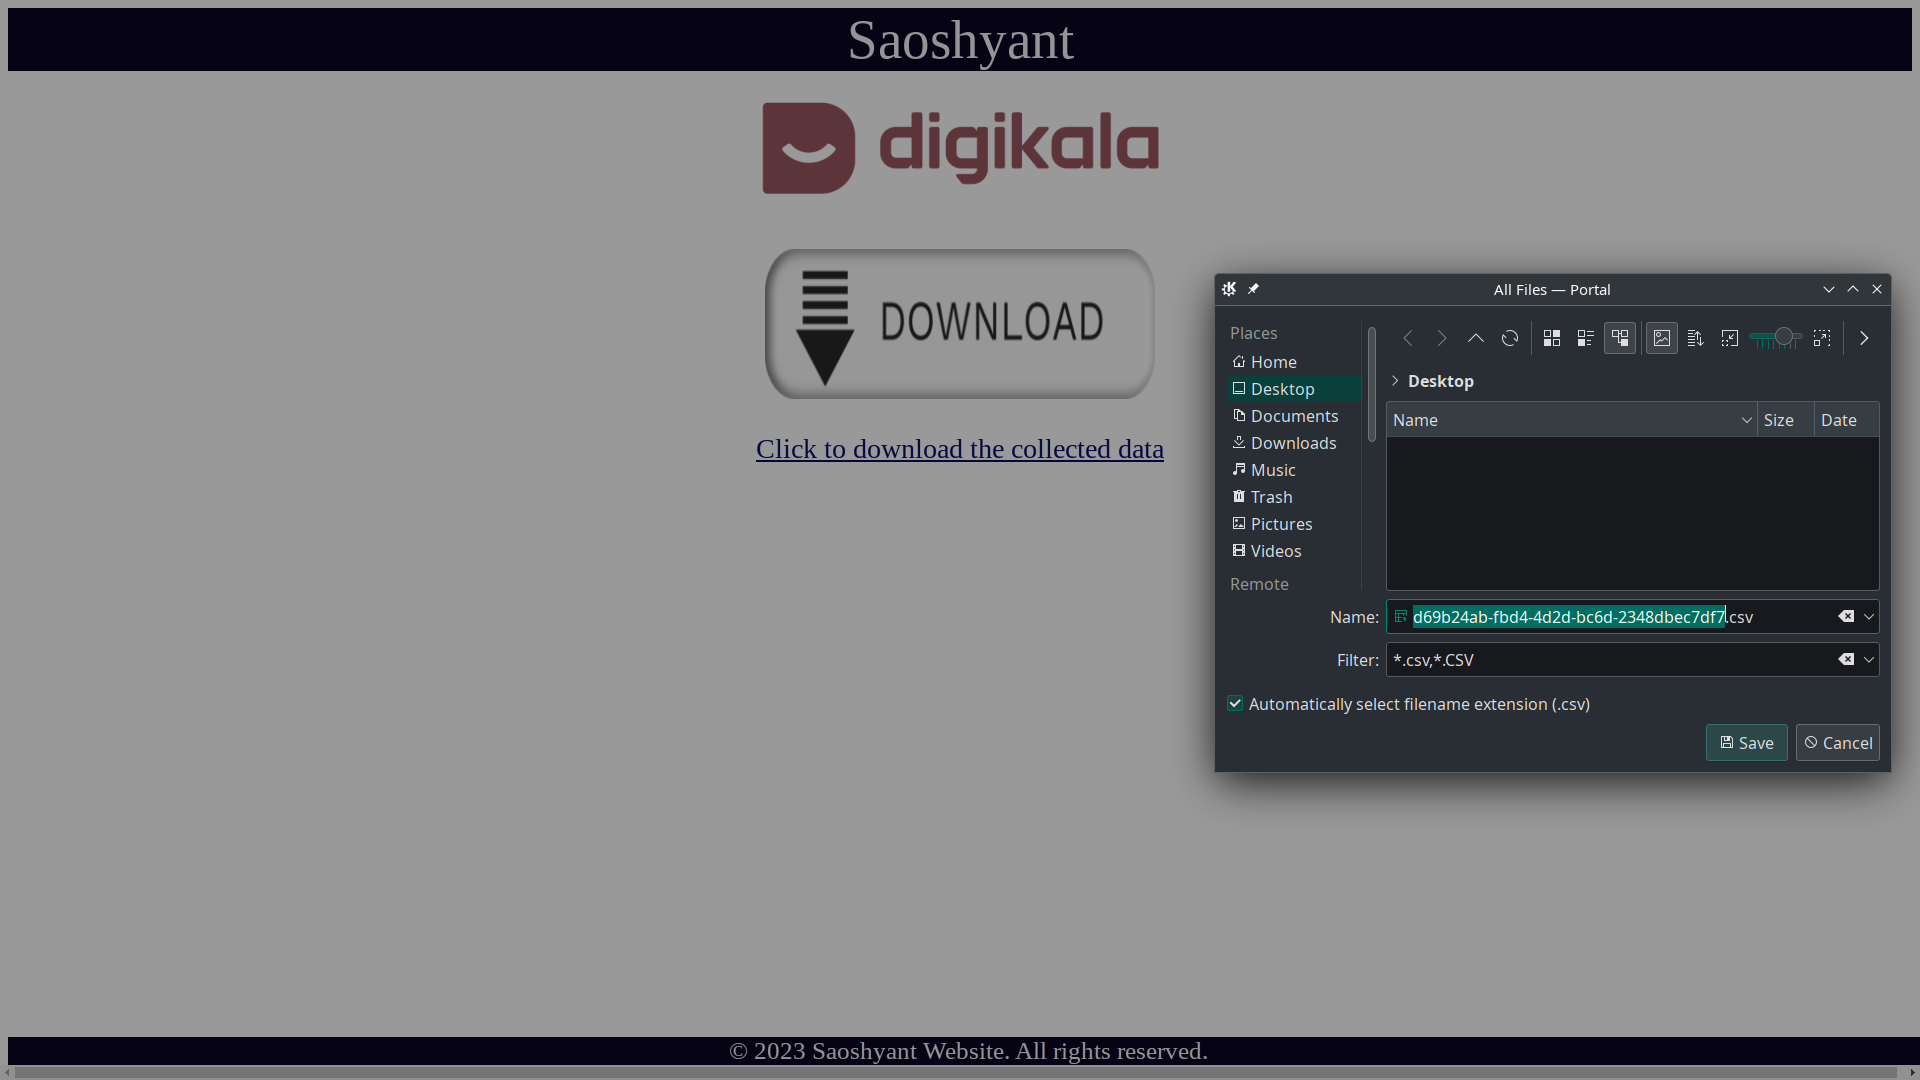 Saoshyant
digikala
DOWNLOAD
Click to download the collected data
All Files — Portal
Places
Home
Desktop
Documents
Downloads
Music
Trash
Pictures
Videos
Remote
Desktop
Name Size Date
Name: d69b24ab-fbd4-4d2d-bc6d-2348dbec7df7.csv
Filter: *.csv,*.CSV
Automatically select filename extension (.csv)
Save Cancel
© 2023 Saoshyant Website. All rights reserved.